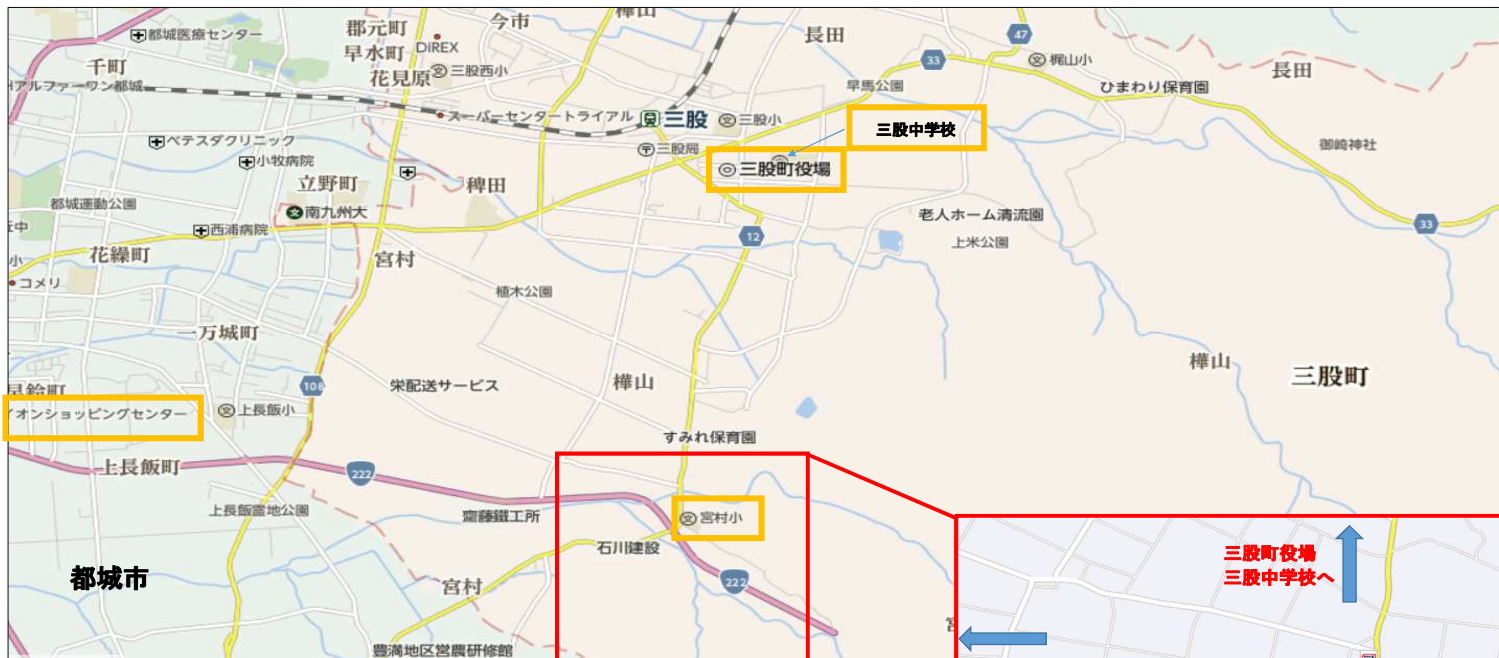 樺山
今市
郡元町
長田
都城医療センター
早水町
DiREX
47
33
梶山小
長田
千町
花見原
三股西小
アルファーワン都城
早馬公園
ひまわり保育園
スーパーセンタートライアル
三股
三股小
三股中学校
ベテスダクリニック
三股局
御崎神社
小牧病院
三股町役場
立野町
稗田
都城運動公園
南九州大
老人ホーム清流園
33
西浦病院
12
上米公園
花繰町
宮村
コメリ
植木公園
一万城町
樺山
三股町
108
栄配送サービス
樺山
早鈴町
イオンショッピングセンター
上長飯小
すみれ保育園
上長飯町
222
上長飯霊地公園
齋藤鐵工所
宮村小
石川建設
三股町役場
三股中学校へ
都城市
宮村
222
豊満地区営農研修館